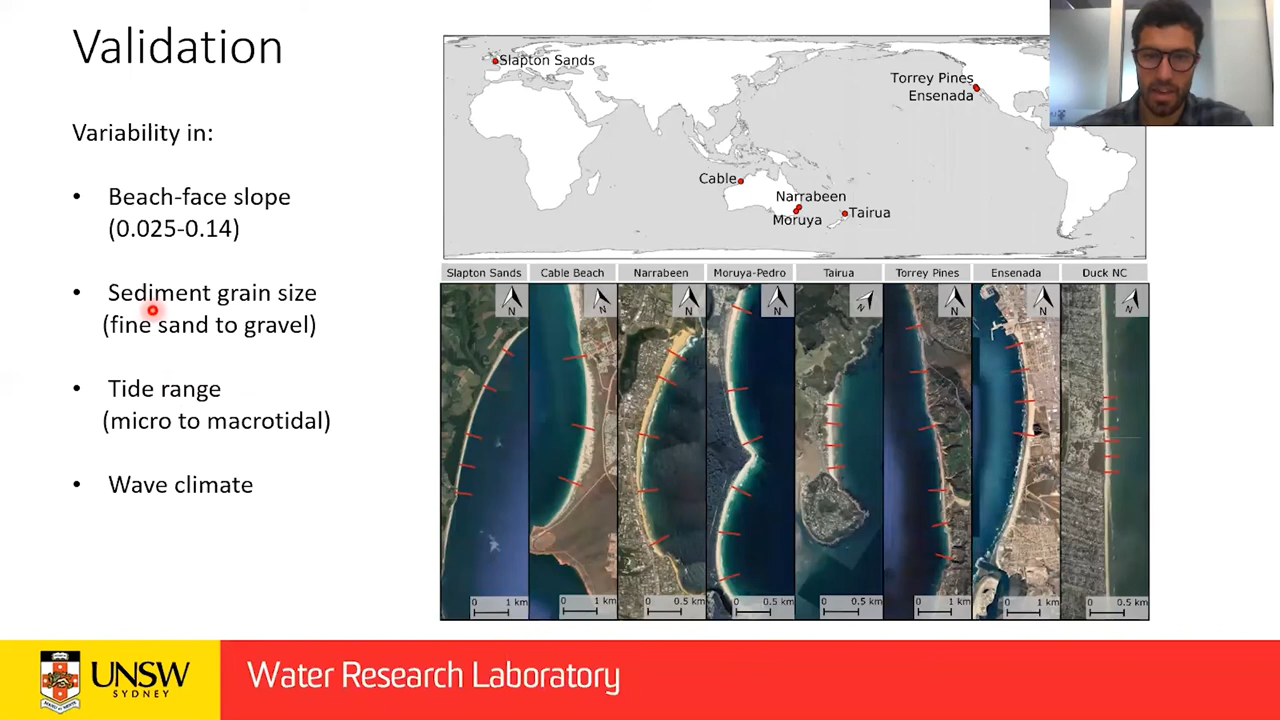 Validation
Variability in:
• Beach-face slope
(0.025-0.14)
• Sediment grain size
(fine sand to gravel)
• Tide range
(micro to macrotidal)
• Wave climate
Slapton Sands
Torrey Pines
Ensenada
Cable
Narrabeen
Moruya
Tairua
Slapton Sands
Cable Beach
Narrabeen
Moruya-Pedro
Tairua
Torrey Pines
Ensenada
Duck NC
N
N
N
N
N
N
N
N
0 1 km
0 1 km
0 0.5 km
0 0.5 km
0 0.5 km
0 1 km
0 1 km
0 0.5 km
UNSW
SYDNEY
Water Research Laboratory